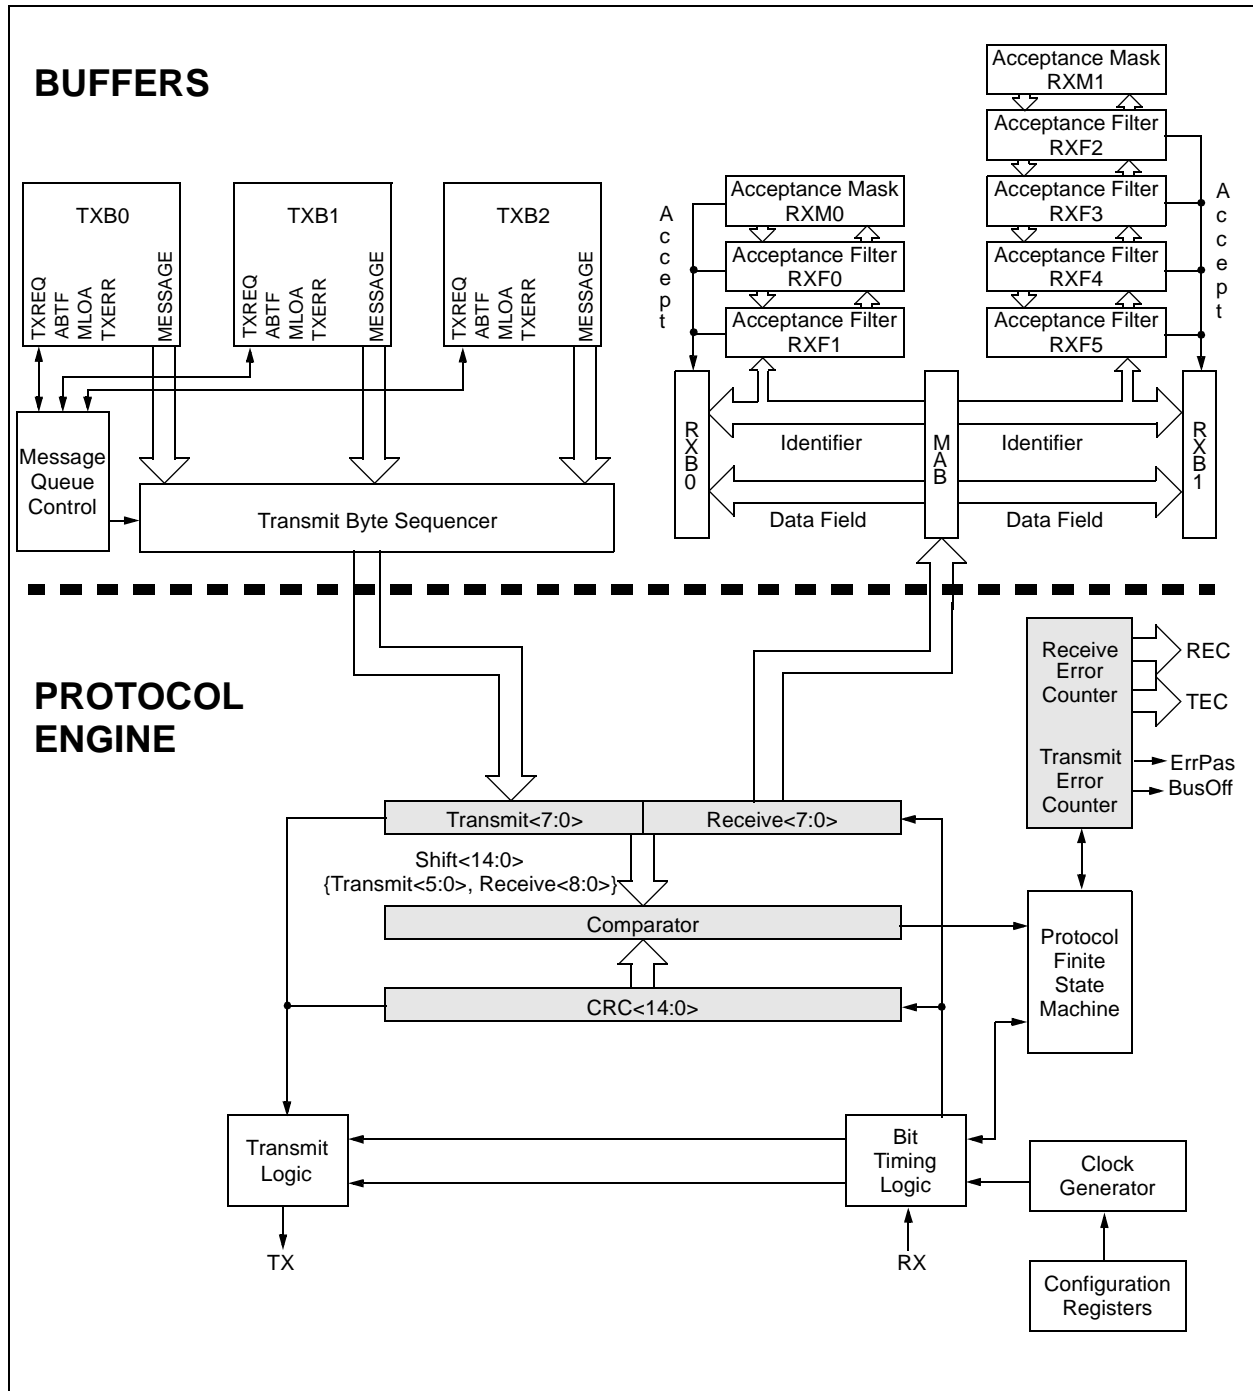 BUFFERS
TXB0
TXREQ
ABTF
MLOA
TXERR
MESSAGE
TXB1
TXREQ
ABTF
MLOA
TXERR
MESSAGE
TXB2
TXREQ
ABTF
MLOA
TXERR
MESSAGE
Message
Queue
Control
Transmit Byte Sequencer
Accept
Acceptance Mask
RXM0
Acceptance Filter
RXF0
Acceptance Filter
RXF1
Acceptance Mask
RXM1
Acceptance Filter
RXF2
Acceptance Filter
RXF3
Acceptance Filter
RXF4
Acceptance Filter
RXF5
Accept
RXB0
Identifier
Data Field
MAB
Identifier
Data Field
RXB1
PROTOCOL
ENGINE
Receive
Error
Counter
Transmit
Error
Counter
REC
TEC
ErrPas
BusOff
Transmit<7:0>
Receive<7:0>
Shift<14:0>
{Transmit<5:0>, Receive<8:0>}
Comparator
CRC<14:0>
Protocol
Finite
State
Machine
Transmit
Logic
Bit
Timing
Logic
Clock
Generator
TX
RX
Configuration
Registers